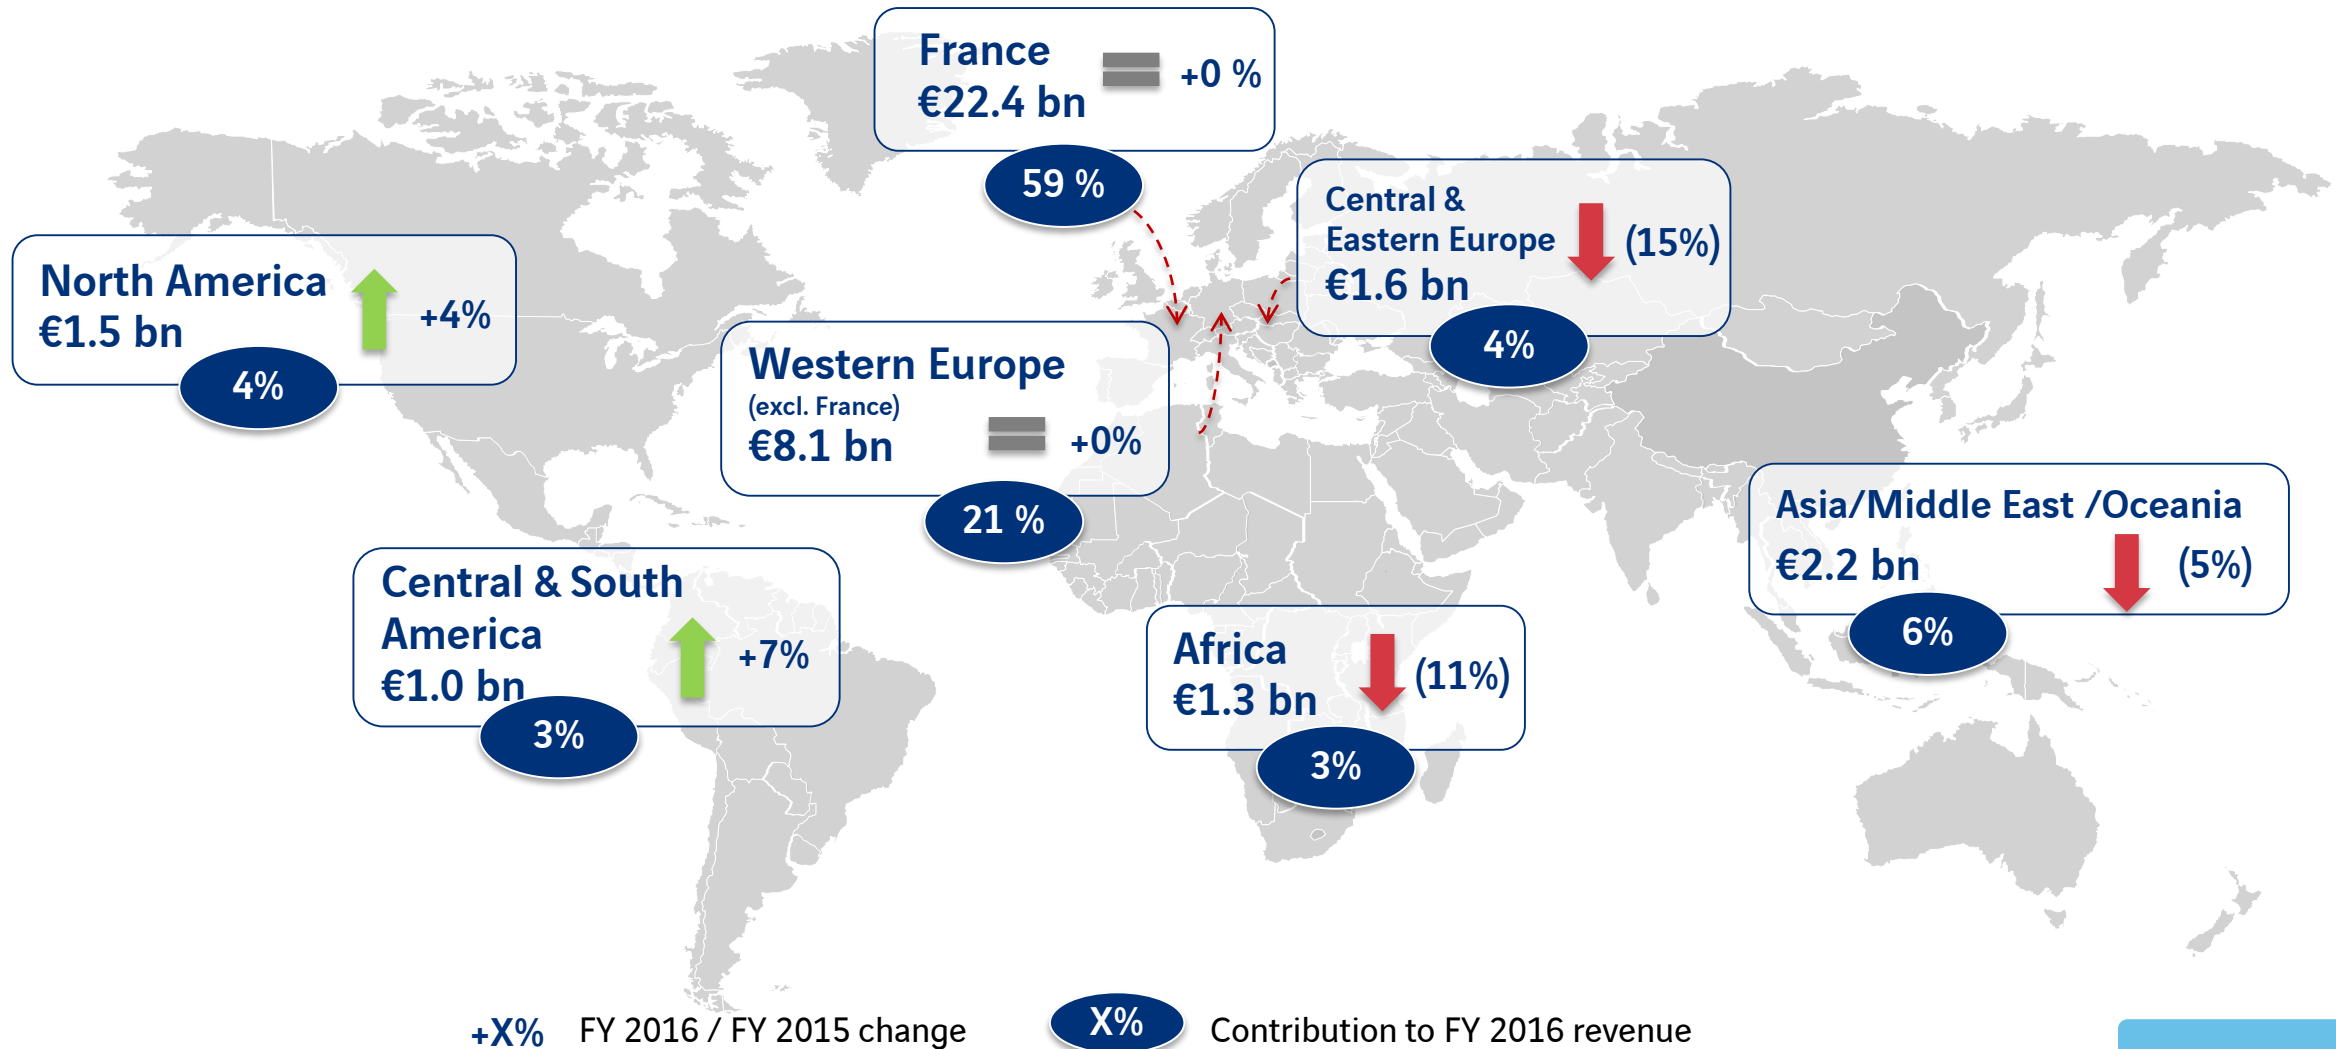 France
€22.4 bn
+0 %
59 %
Central &
Eastern Europe
€1.6 bn
(15%)
4%
North America
€1.5 bn
+4%
4%
Western Europe
(excl. France)
€8.1 bn
+0%
21 %
Asia/Middle East /Oceania
€2.2 bn
(5%)
6%
Central & South
America
€1.0 bn
+7%
3%
Africa
€1.3 bn
(11%)
3%
+X% FY 2016 / FY 2015 change
X% Contribution to FY 2016 revenue